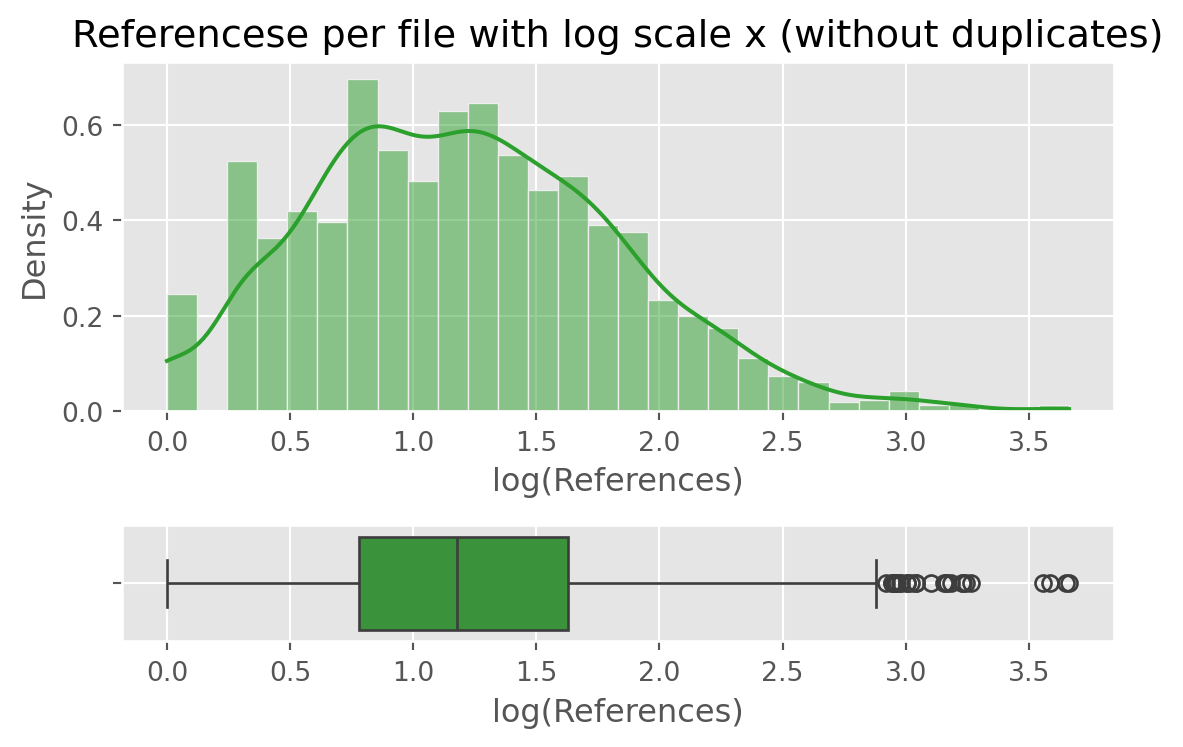 Referencese per file with log scale x (without duplicates)
Density
0.6
0.4
0.2
0.0
0.0 0.5 1.0 1.5 2.0 2.5 3.0 3.5
log(References)
0.0 0.5 1.0 1.5 2.0 2.5 3.0 3.5
log(References)